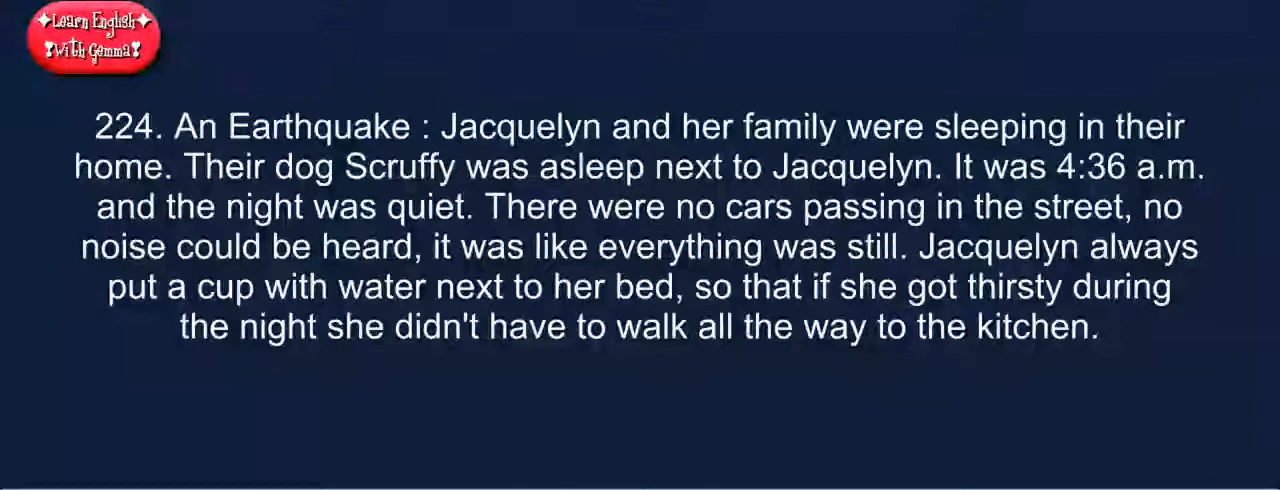 ✦Learn English✦
❣With Gemma❣
224. An Earthquake : Jacquelyn and her family were sleeping in their
home. Their dog Scruffy was asleep next to Jacquelyn. It was 4:36 a.m.
and the night was quiet. There were no cars passing in the street, no
noise could be heard, it was like everything was still. Jacquelyn always
put a cup with water next to her bed, so that if she got thirsty during
the night she didn't have to walk all the way to the kitchen.